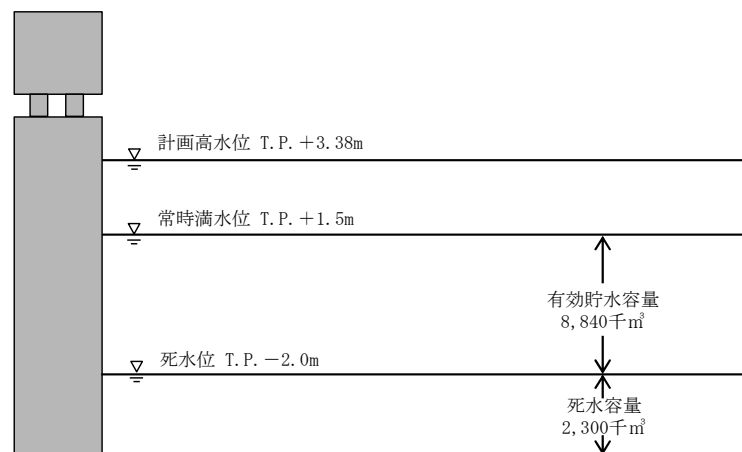 計画高水位 T.P.＋3.38m
常時満水位 T.P.＋1.5m
有効貯水容量
8,840千㎥
死水位 T.P.－2.0m
死水容量
2,300千㎥